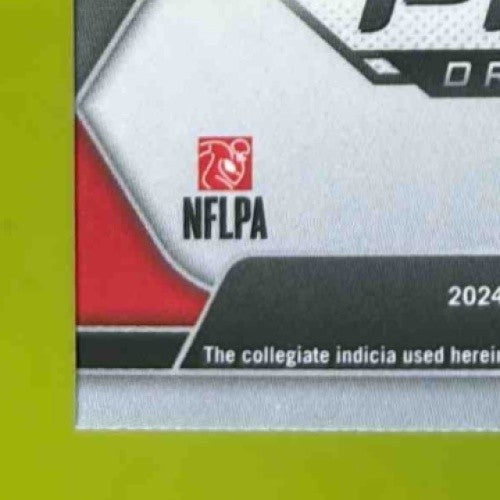 NFLPA
2024
The collegiate indicia used herein